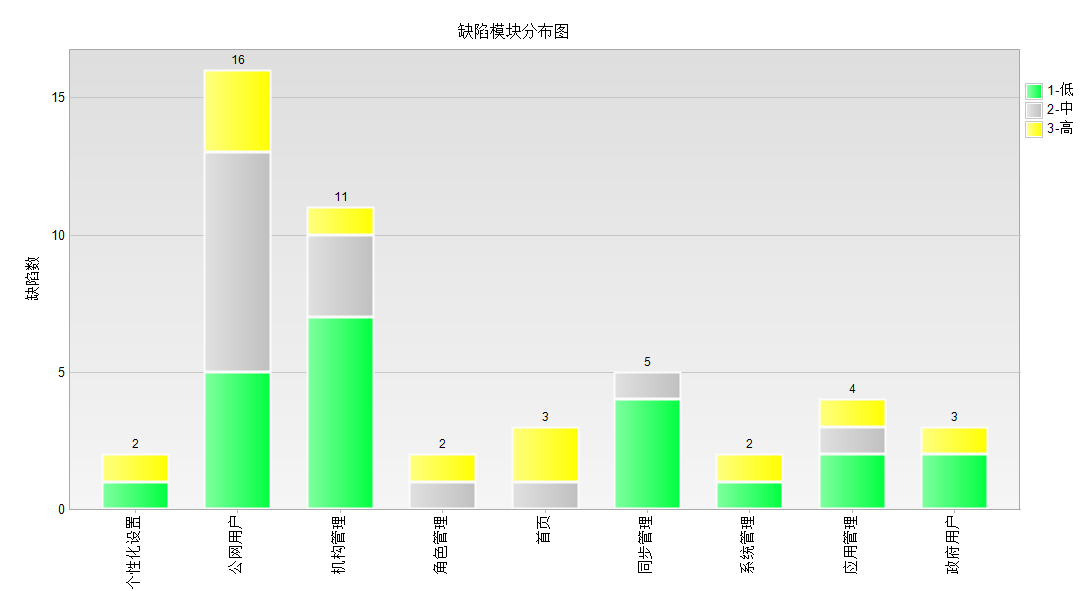 缺陷模块分布图
缺陷数
15
10
5
0
2
16
11
2
3
5
2
4
3
个性化设置
公网用户
机构管理
角色管理
首页
同步管理
系统管理
应用管理
政府用户
1-低
2-中
3-高